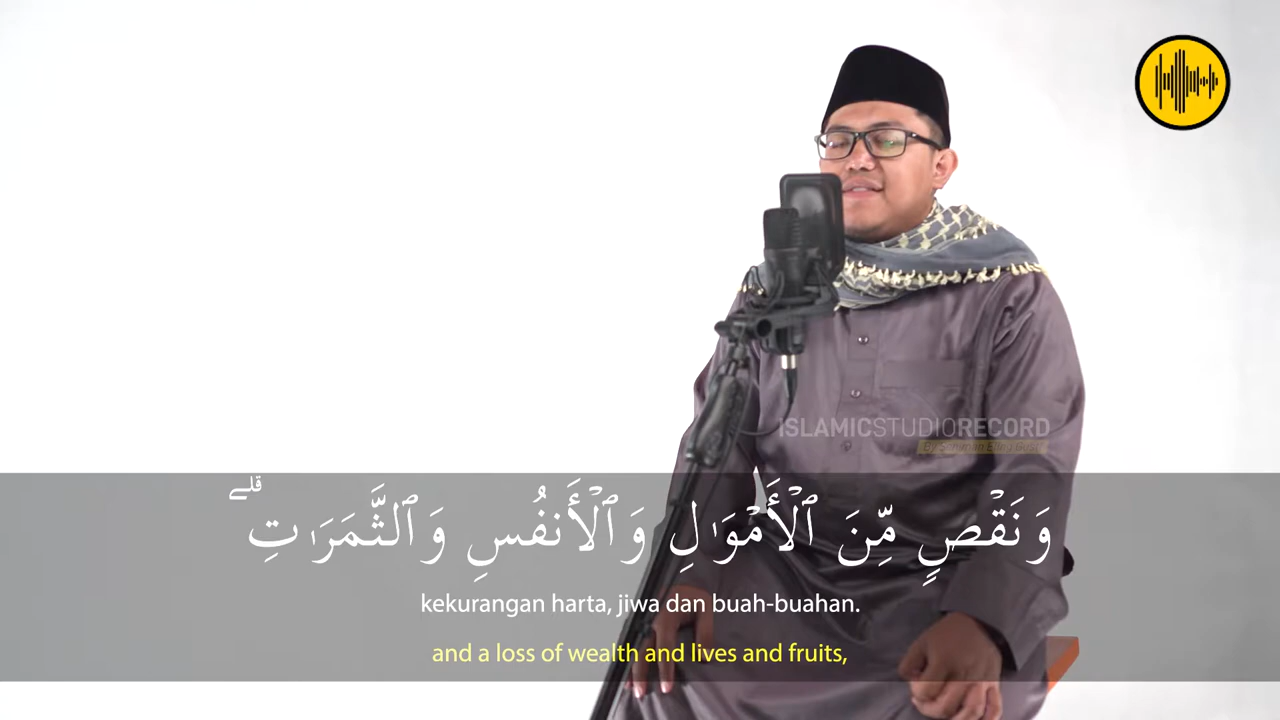 ISLAMICSTUDIORECORD
وَنَقْصٍ مِّنَ ٱلْأَمْوَٰلِ وَٱلْأَنفُسِ وَٱلثَّمَرَٰتِ ۗ
kekurangan harta, jiwa dan buah-buahan.
and a loss of wealth and lives and fruits,